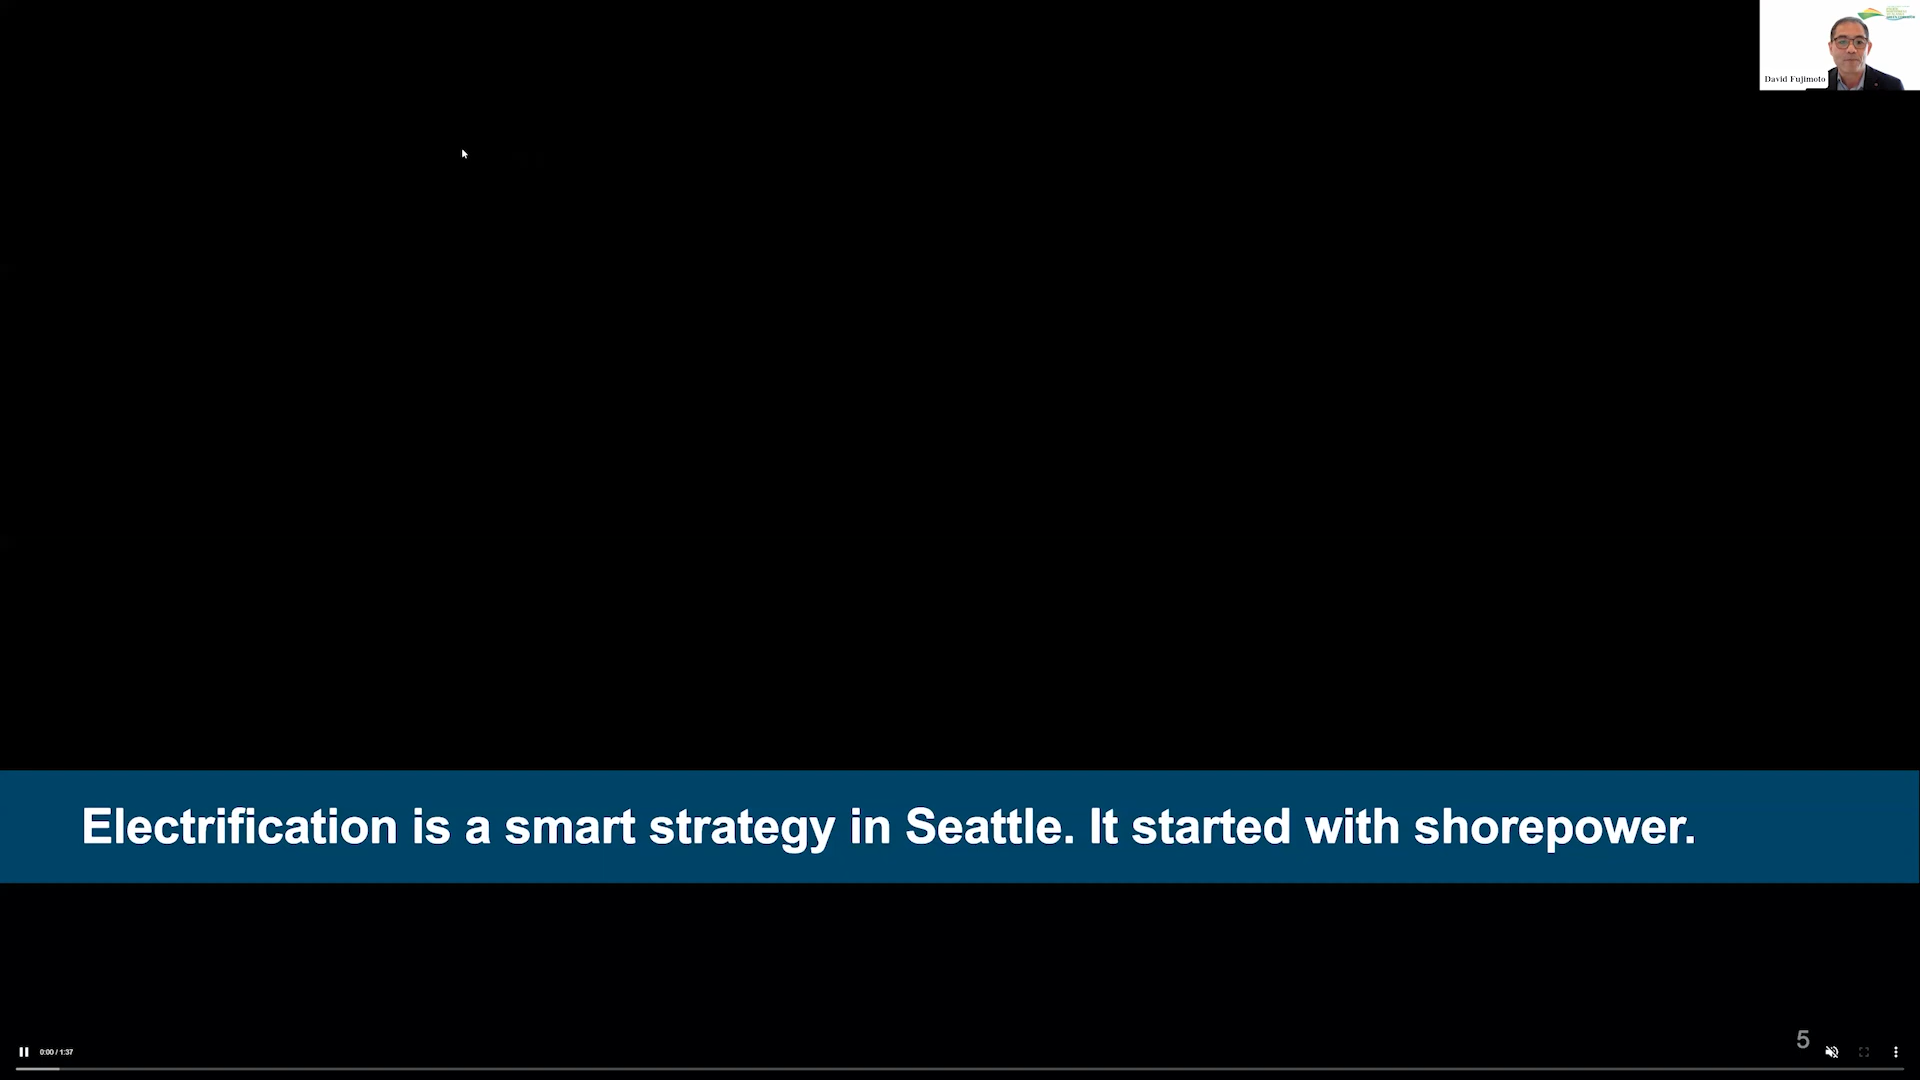 David Fujimoto
Electrification is a smart strategy in Seattle. It started with shorepower.
5
0:00 / 1:37